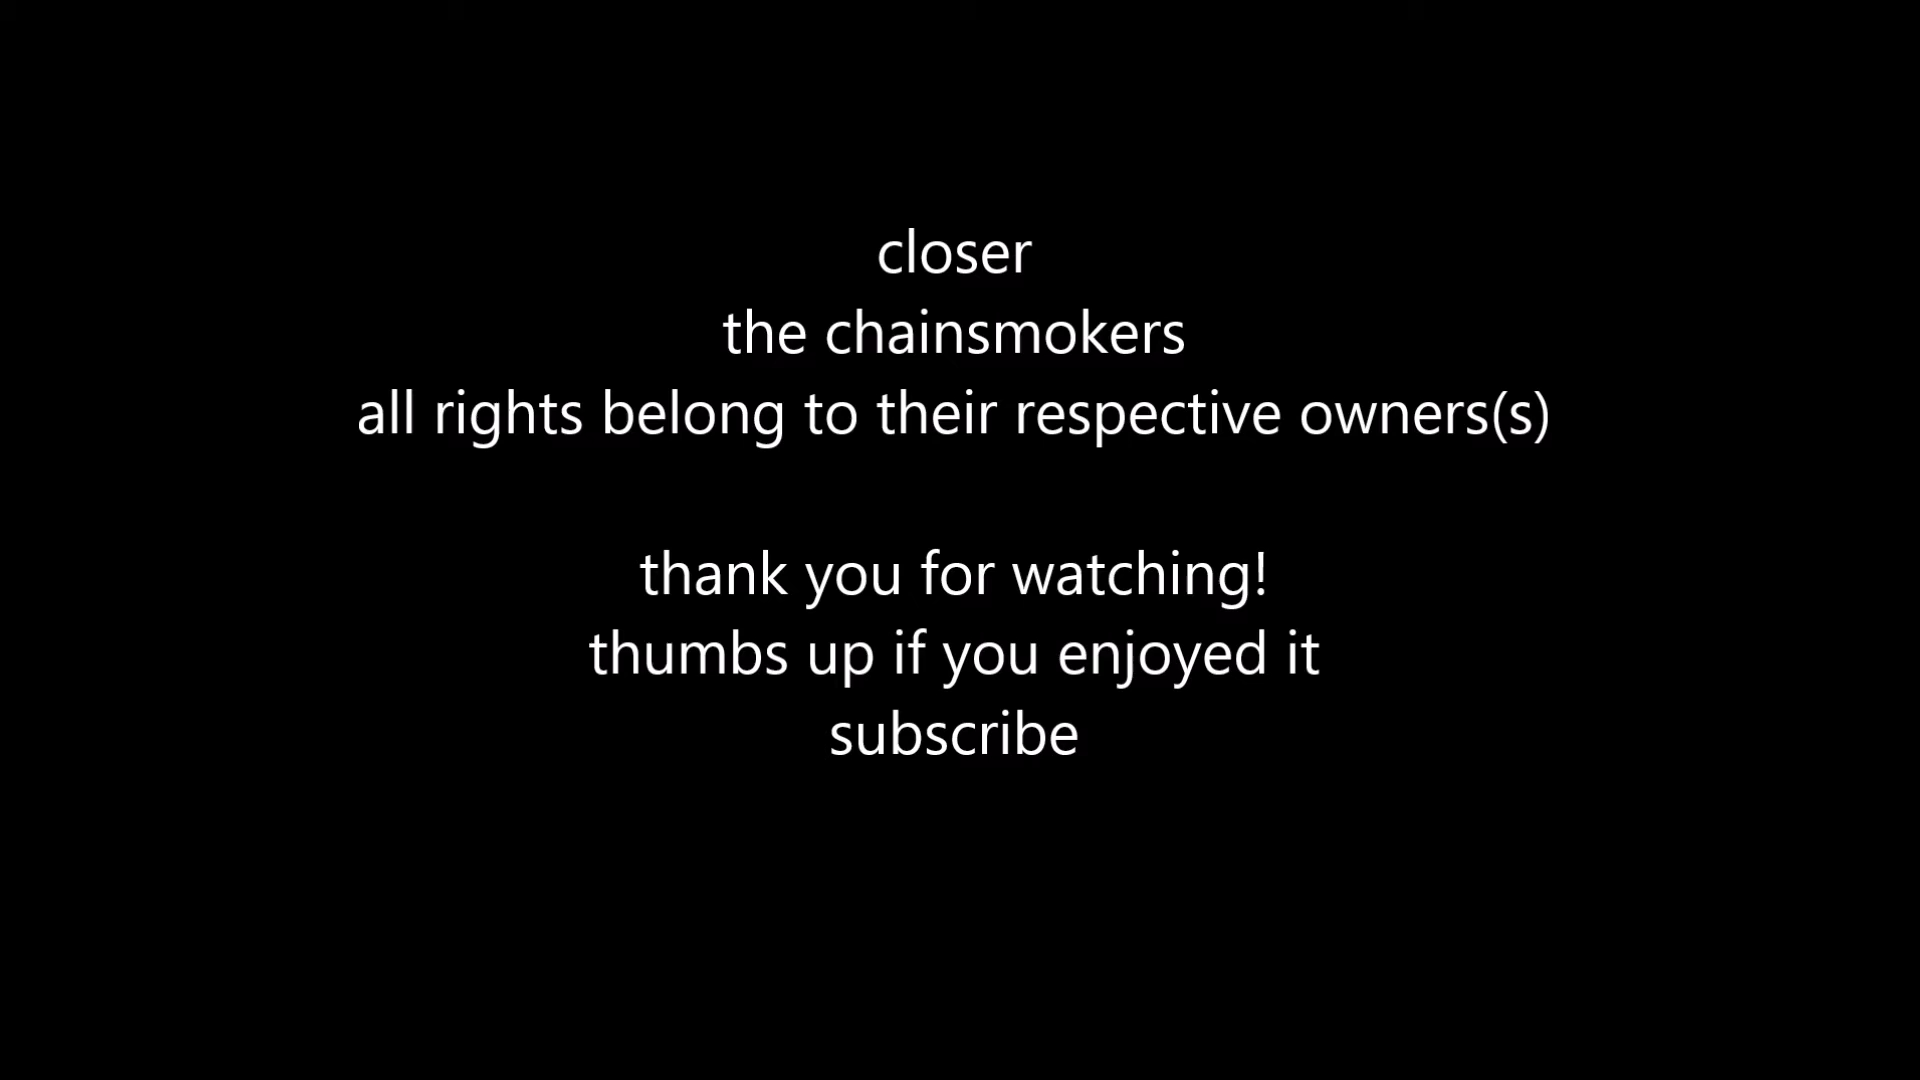 closer
the chainsmokers
all rights belong to their respective owners(s)
thank you for watching!
thumbs up if you enjoyed it
subscribe